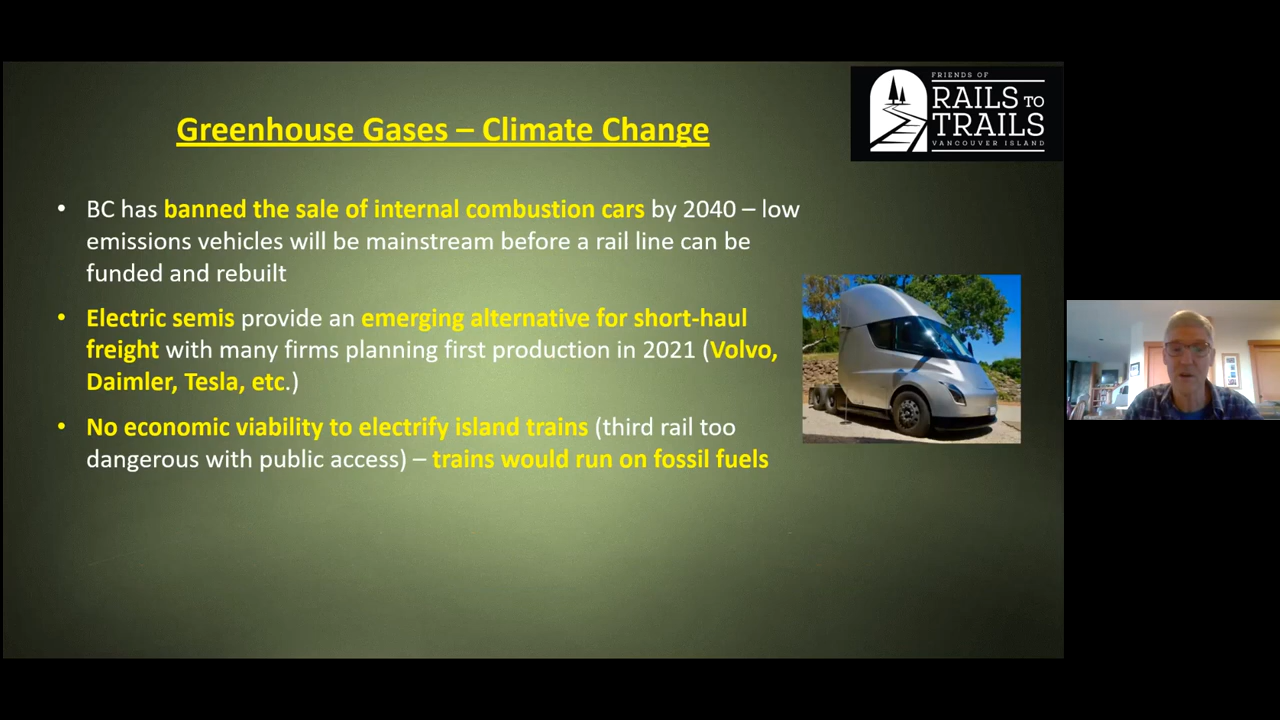 FRIENDS OF
RAILS TO
TRAILS
VANCOUVER ISLAND
Greenhouse Gases – Climate Change
• BC has banned the sale of internal combustion cars by 2040 – low
emissions vehicles will be mainstream before a rail line can be
funded and rebuilt
• Electric semis provide an emerging alternative for short-haul
freight with many firms planning first production in 2021 (Volvo,
Daimler, Tesla, etc.)
• No economic viability to electrify island trains (third rail too
dangerous with public access) – trains would run on fossil fuels